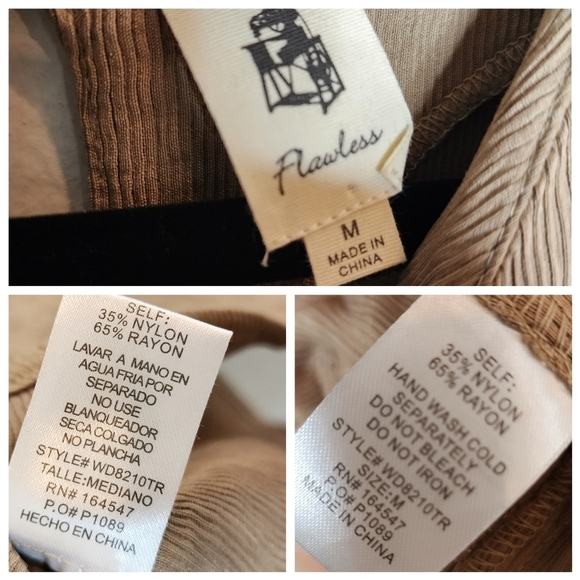 Flawless
M
MADE IN
CHINA
SELF:
35% NYLON
65% RAYON
LAVAR A MANO EN
AGUA FRIA POR
SEPARADO
NO USE
BLANQUEADOR
SECA COLGADO
NO PLANCHA
STYLE# WD8210TR
TALLE:MEDIANO
RN# 164547
P.O# P1089
HECHO EN CHINA
SELF:
35% NYLON
65% RAYON
HAND WASH COLD
SEPARATELY
DO NOT BLEACH
DO NOT IRON
STYLE# WD8210TR
SIZE: M
RN# 164547
P.O# P1089
MADE IN CHINA